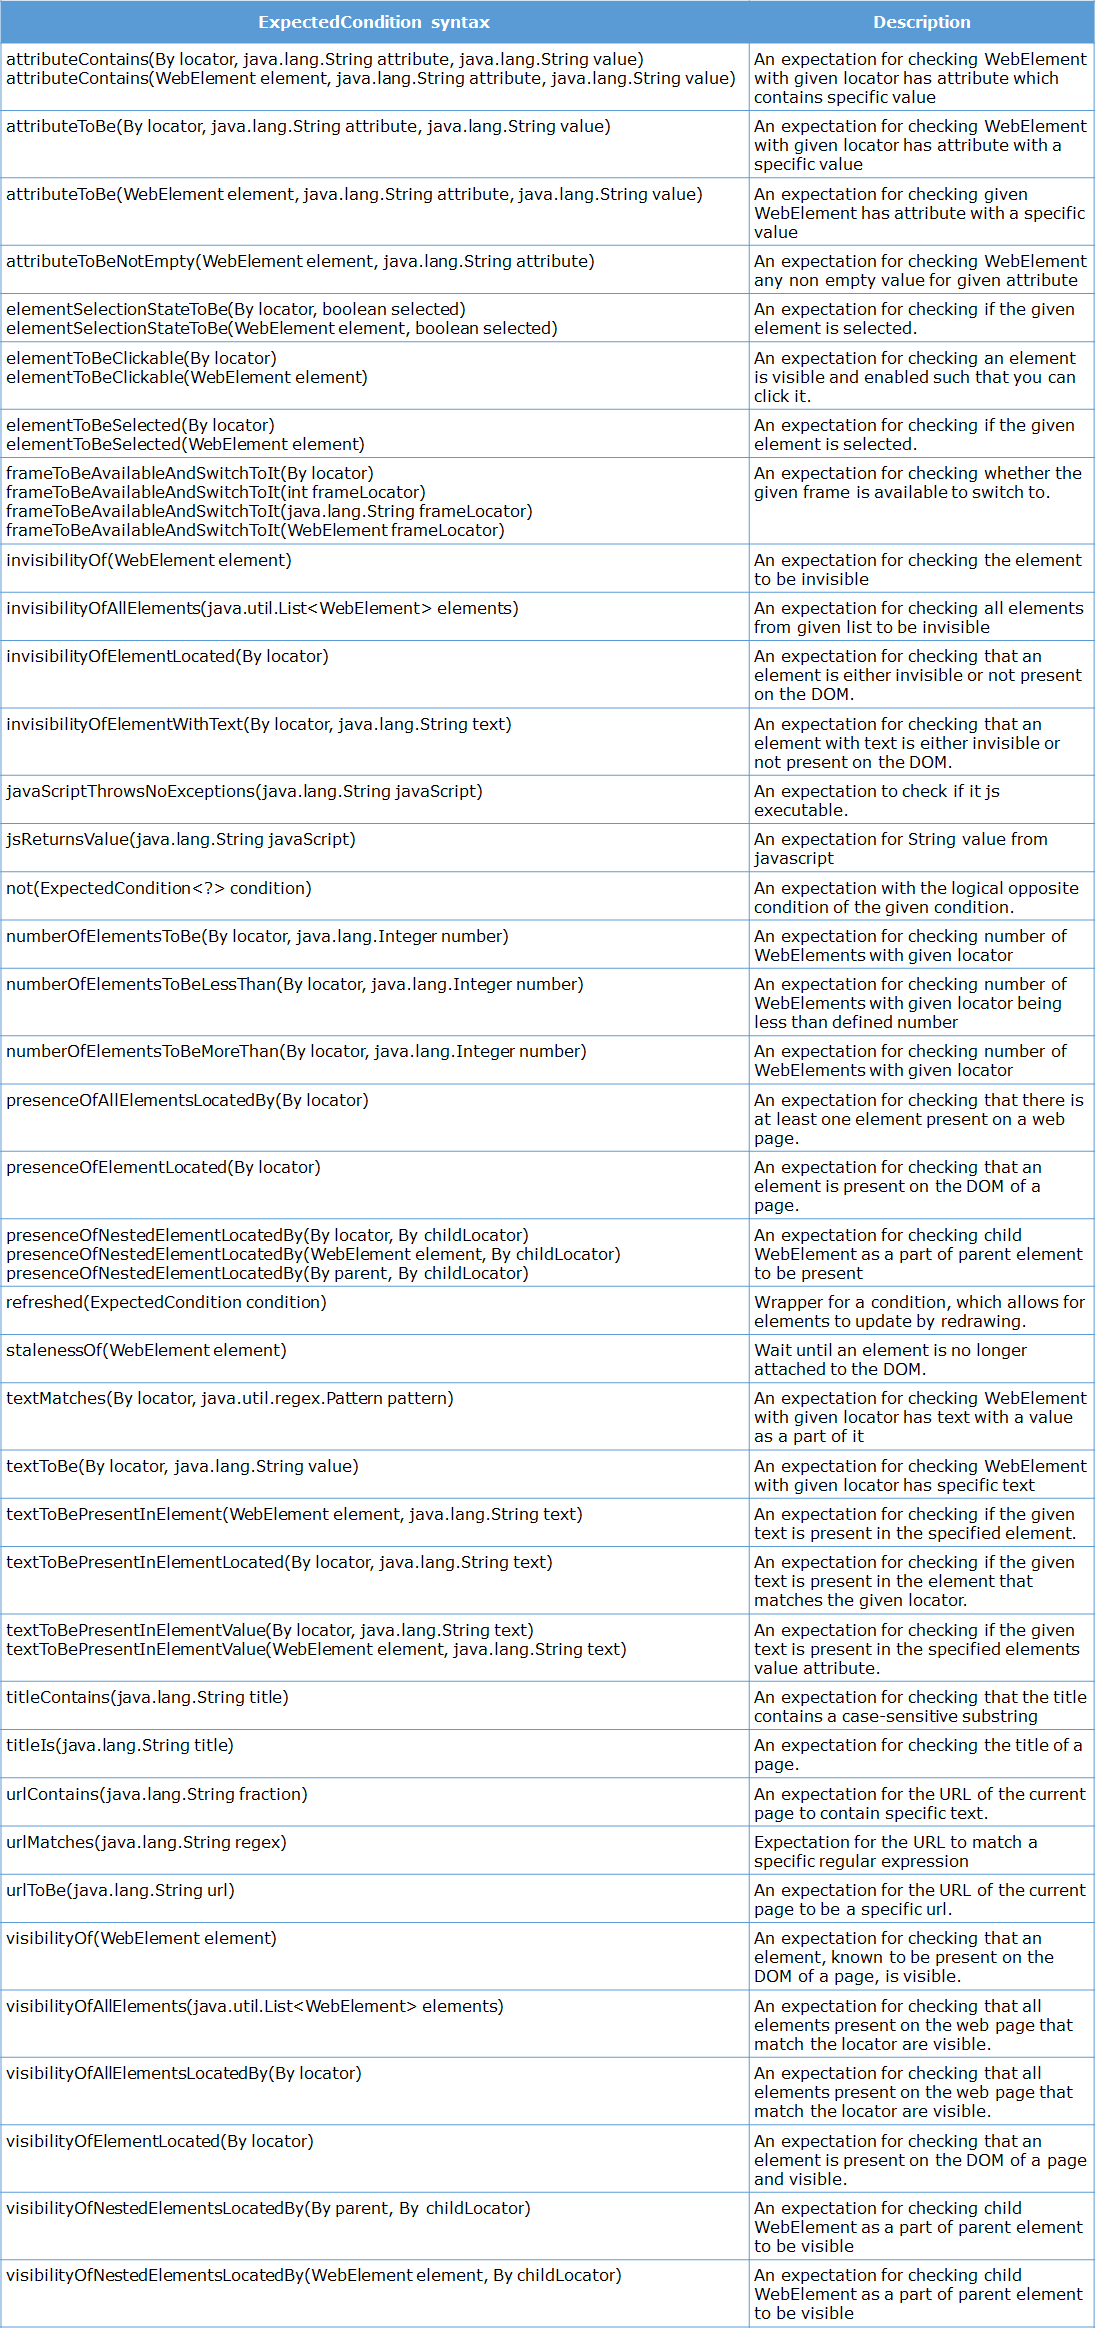 ExpectedCondition syntax
Description
attributeContains(By locator, java.lang.String attribute, java.lang.String value)
attributeContains(WebElement element, java.lang.String attribute, java.lang.String value)
An expectation for checking WebElement
with given locator has attribute which
contains specific value
attributeToBe(By locator, java.lang.String attribute, java.lang.String value)
An expectation for checking WebElement
with given locator has attribute with a
specific value
attributeToBe(WebElement element, java.lang.String attribute, java.lang.String value)
An expectation for checking given
WebElement has attribute with a specific
value
attributeToBeNotEmpty(WebElement element, java.lang.String attribute)
An expectation for checking WebElement
any non empty value for given attribute
elementSelectionStateToBe(By locator, boolean selected)
elementSelectionStateToBe(WebElement element, boolean selected)
An expectation for checking if the given
element is selected.
elementToBeClickable(By locator)
elementToBeClickable(WebElement element)
An expectation for checking an element
is visible and enabled such that you can
click it.
elementToBeSelected(By locator)
elementToBeSelected(WebElement element)
An expectation for checking if the given
element is selected.
frameToBeAvailableAndSwitchToIt(By locator)
frameToBeAvailableAndSwitchToIt(int frameLocator)
frameToBeAvailableAndSwitchToIt(java.lang.String frameLocator)
frameToBeAvailableAndSwitchToIt(WebElement frameLocator)
An expectation for checking whether the
given frame is available to switch to.
invisibilityOf(WebElement element)
An expectation for checking the element
to be invisible
invisibilityOfAllElements(java.util.List<WebElement> elements)
An expectation for checking all elements
from given list to be invisible
invisibilityOfElementLocated(By locator)
An expectation for checking that an
element is either invisible or not present
on the DOM.
invisibilityOfElementWithText(By locator, java.lang.String text)
An expectation for checking that an
element with text is either invisible or
not present on the DOM.
javaScriptThrowsNoExceptions(java.lang.String javaScript)
An expectation to check if it js
executable.
jsReturnsValue(java.lang.String javaScript)
An expectation for String value from
javascript
not(ExpectedCondition<?> condition)
An expectation with the logical opposite
condition of the given condition.
numberOfElementsToBe(By locator, java.lang.Integer number)
An expectation for checking number of
WebElements with given locator
numberOfElementsToBeLessThan(By locator, java.lang.Integer number)
An expectation for checking number of
WebElements with given locator being
less than defined number
numberOfElementsToBeMoreThan(By locator, java.lang.Integer number)
An expectation for checking number of
WebElements with given locator
presenceOfAllElementsLocatedBy(By locator)
An expectation for checking that there is
at least one element present on a web
page.
presenceOfElementLocated(By locator)
An expectation for checking that an
element is present on the DOM of a
page.
presenceOfNestedElementLocatedBy(By locator, By childLocator)
presenceOfNestedElementLocatedBy(WebElement element, By childLocator)
presenceOfNestedElementLocatedBy(By parent, By childLocator)
An expectation for checking child
WebElement as a part of parent element
to be present
refreshed(ExpectedCondition condition)
Wrapper for a condition, which allows for
elements to update by redrawing.
stalenessOf(WebElement element)
Wait until an element is no longer
attached to the DOM.
textMatches(By locator, java.util.regex.Pattern pattern)
An expectation for checking WebElement
with given locator has text with a value
as a part of it
textToBe(By locator, java.lang.String value)
An expectation for checking WebElement
with given locator has specific text
textToBePresentInElement(WebElement element, java.lang.String text)
An expectation for checking if the given
text is present in the specified element.
textToBePresentInElementLocated(By locator, java.lang.String text)
An expectation for checking if the given
text is present in the element that
matches the given locator.
textToBePresentInElementValue(By locator, java.lang.String text)
textToBePresentInElementValue(WebElement element, java.lang.String text)
An expectation for checking if the given
text is present in the specified elements
value attribute.
titleContains(java.lang.String title)
An expectation for checking that the title
contains a case-sensitive substring
titleIs(java.lang.String title)
An expectation for checking the title of a
page.
urlContains(java.lang.String fraction)
An expectation for the URL of the current
page to contain specific text.
urlMatches(java.lang.String regex)
Expectation for the URL to match a
specific regular expression
urlToBe(java.lang.String url)
An expectation for the URL of the current
page to be a specific url.
visibilityOf(WebElement element)
An expectation for checking that an
element, known to be present on the
DOM of a page, is visible.
visibilityOfAllElements(java.util.List<WebElement> elements)
An expectation for checking that all
elements present on the web page that
match the locator are visible.
visibilityOfAllElementsLocatedBy(By locator)
An expectation for checking that all
elements present on the web page that
match the locator are visible.
visibilityOfElementLocated(By locator)
An expectation for checking that an
element is present on the DOM of a page
and visible.
visibilityOfNestedElementsLocatedBy(By parent, By childLocator)
An expectation for checking child
WebElement as a part of parent element
to be visible
visibilityOfNestedElementsLocatedBy(WebElement element, By childLocator)
An expectation for checking child
WebElement as a part of parent element
to be visible